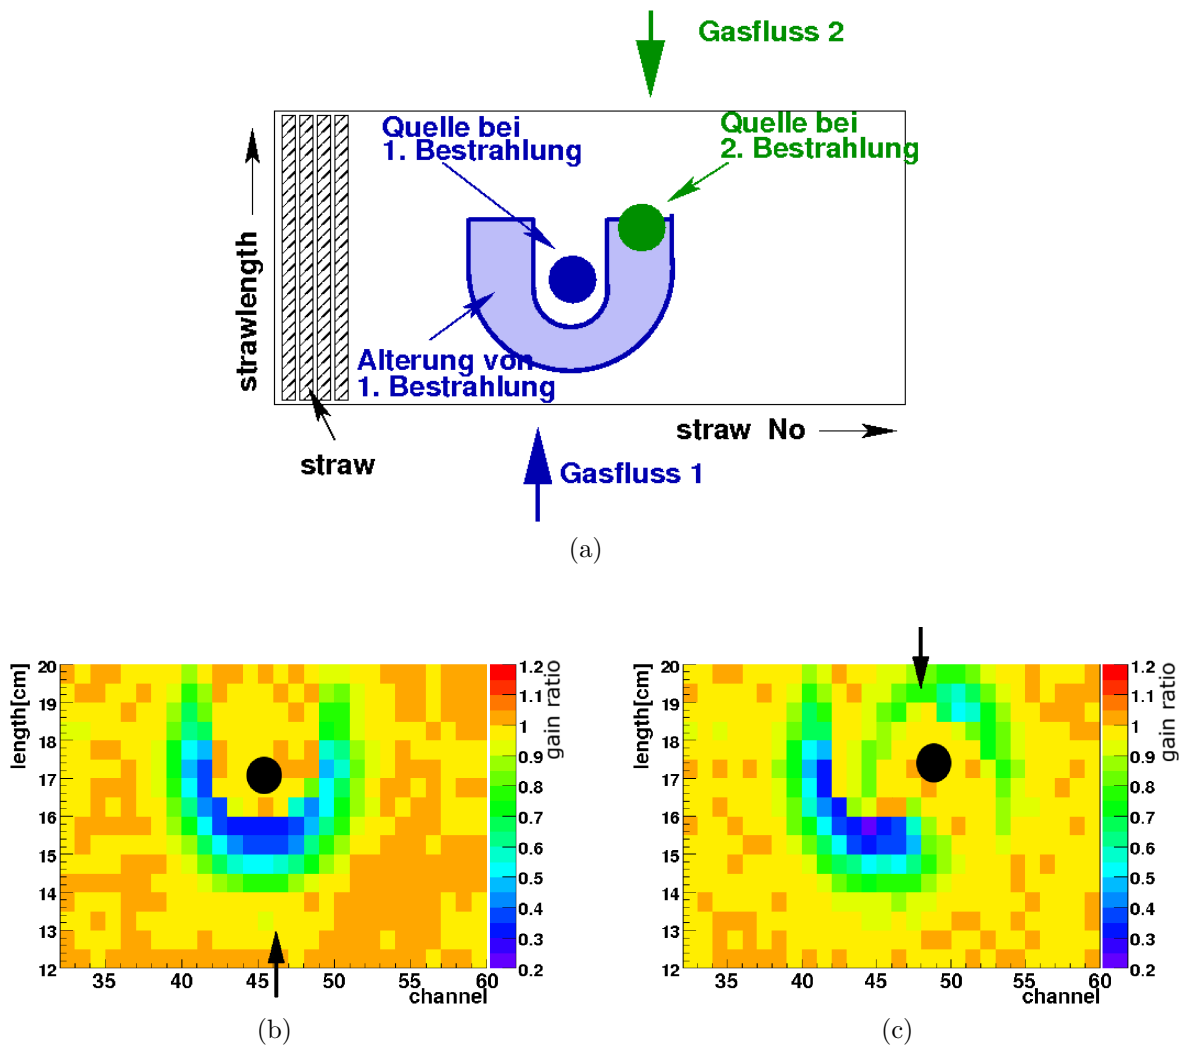 Gasfluss 2
Quelle bei
1. Bestrahlung
Quelle bei
2. Bestrahlung
strawlength
Alterung von
1. Bestrahlung
straw No
straw
Gasfluss 1
(a)
length[cm]
20
19
18
17
16
15
14
13
12
35
40
45
50
55
60
channel
1.2
1.1
1
0.9
0.8
0.7
0.6
0.5
0.4
0.3
0.2
gain ratio
(b)
length[cm]
20
19
18
17
16
15
14
13
12
35
40
45
50
55
60
channel
1.2
1.1
1
0.9
0.8
0.7
0.6
0.5
0.4
0.3
0.2
gain ratio
(c)